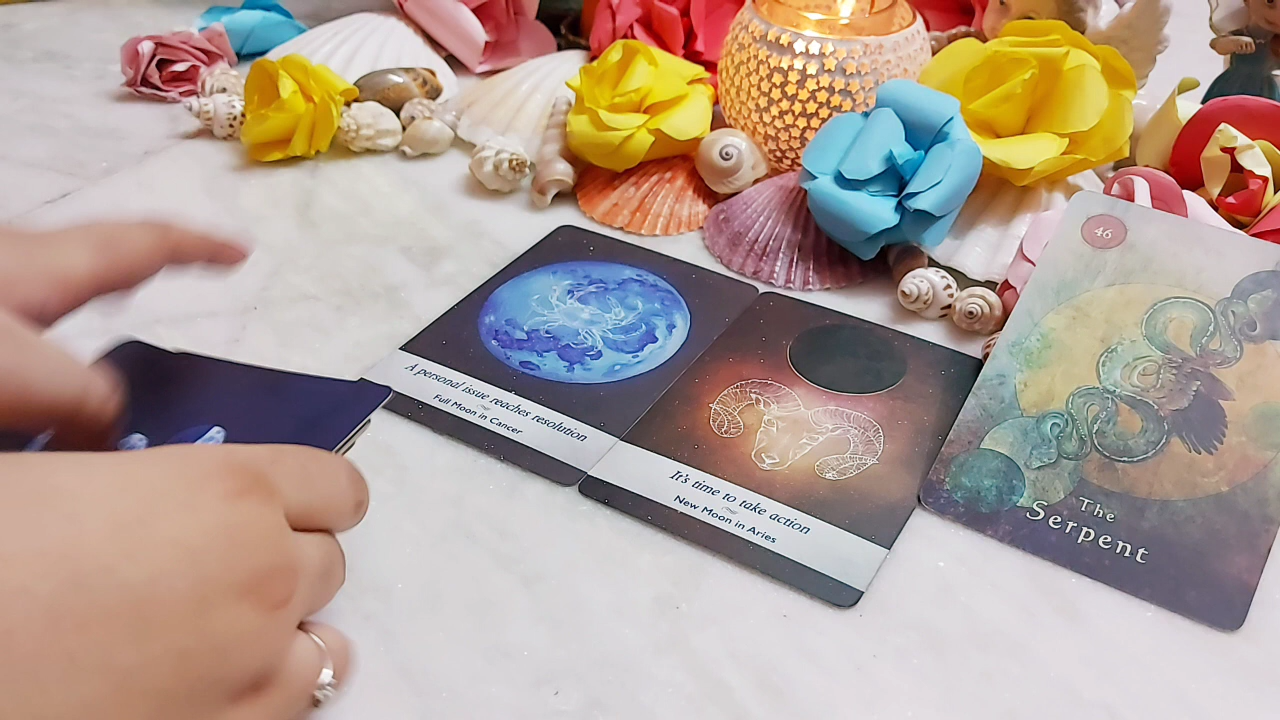 A personal issue reaches resolution
Full Moon in Cancer
It's time to take action
New Moon in Aries
46
The
Serpent